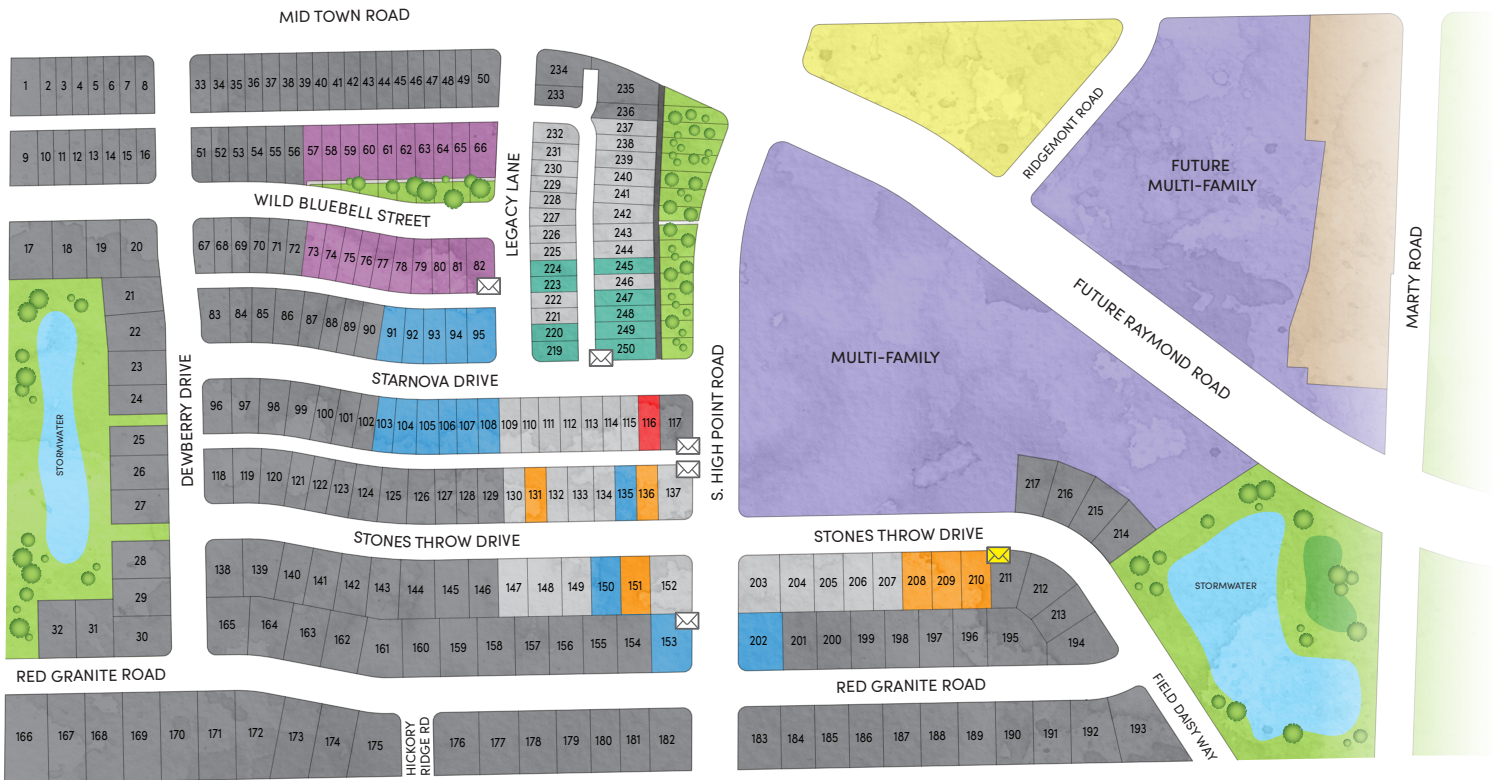 MID TOWN ROAD
1 2 3 4 5 6 7 8
33 34 35 36 37 38 39 40 41 42 43 44 45 46 47 48 49 50
234
233
235
236
9 10 11 12 13 14 15 16
51 52 53 54 55 56 57 58 59 60 61 62 63 64 65 66
WILD BLUEBELL STREET
LEGACY LANE
232
231
230
229
228
227
226
225
224
223
222
221
220
219
237
238
239
240
241
242
243
244
245
246
247
248
249
250
17 18 19 20
21
22
23
24
25
26
27
28
29
30
31
32
STORMWATER
DEWBERRY DRIVE
67 68 69 70 71 72 73 74 75 76 77 78 79 80 81 82
83 84 85 86 87 88 89 90 91 92 93 94 95
STARNOVA DRIVE
96 97 98 99 100 101 102 103 104 105 106 107 108 109 110 111 112 113 114 115 116 117
118 119 120 121 122 123 124 125 126 127 128 129 130 131 132 133 134 135 136 137
STONES THROW DRIVE
138 139 140 141 142 143 144 145 146 147 148 149 150 151 152
165 164 163 162 161 160 159 158 157 156 155 154 153
RED GRANITE ROAD
166 167 168 169 170 171 172 173 174 175
HICKORY
RIDGE RD
176 177 178 179 180 181 182
S. HIGH POINT ROAD
RIDGEMONT ROAD
FUTURE
MULTI-FAMILY
MARTY ROAD
FUTURE RAYMOND ROAD
MULTI-FAMILY
217
216
215
214
STONES THROW DRIVE
203 204 205 206 207 208 209 210 211 212
213
202 201 200 199 198 197 196 195 194
STORMWATER
RED GRANITE ROAD
FIELD DAISY WAY
183 184 185 186 187 188 189 190 191 192 193